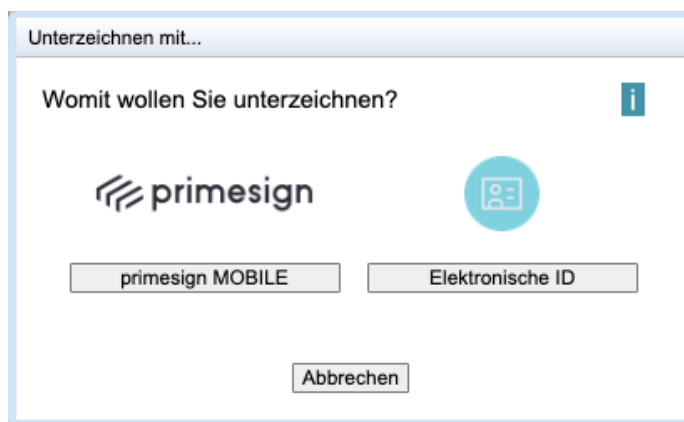 Unterzeichnen mit...
Womit wollen Sie unterzeichnen?
i
primesign
primesign MOBILE
Elektronische ID
Abbrechen